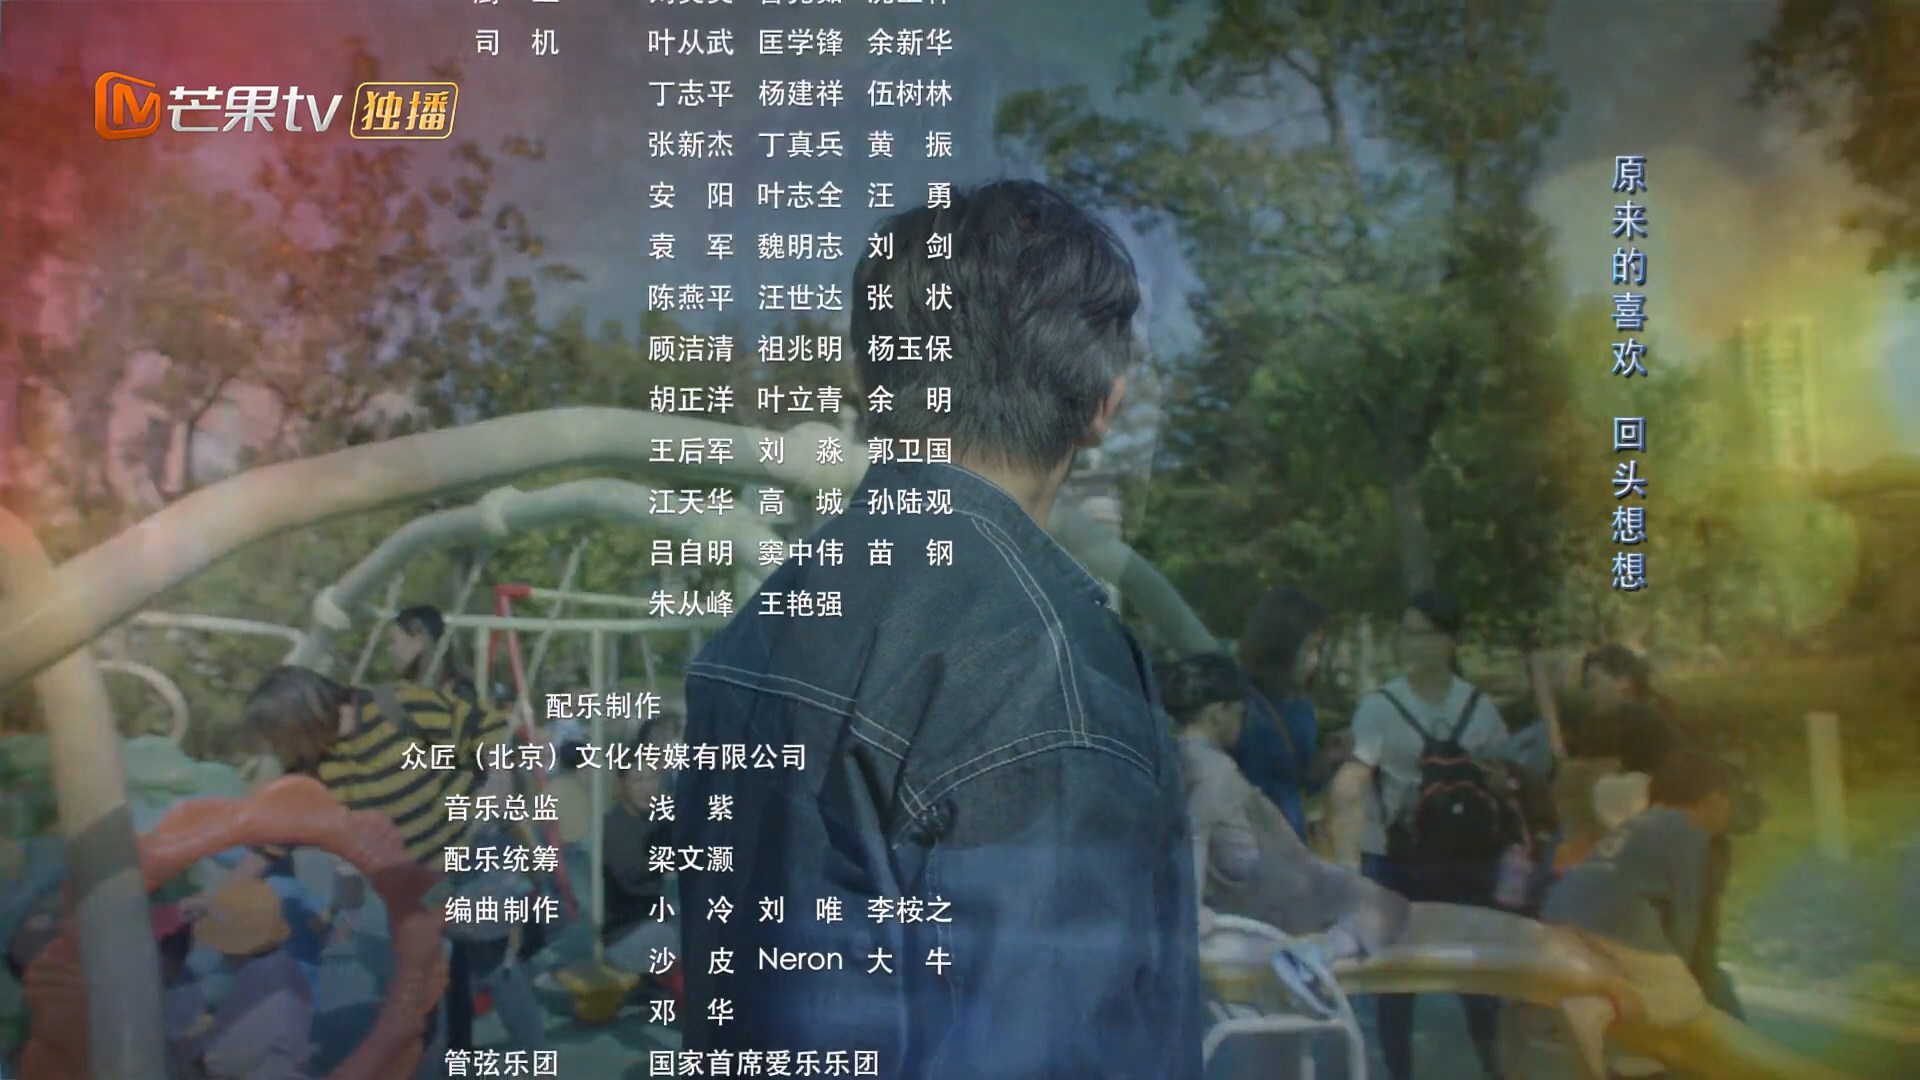 司 机 叶从武 匡学锋 余新华
芒果tv 独播
丁志平 杨建祥 伍树林
张新杰 丁真兵 黄 振
安 阳 叶志全 汪 勇
袁 军 魏明志 刘 剑
陈燕平 汪世达 张 状
顾洁清 祖兆明 杨玉保
胡正洋 叶立青 余 明
王后军 刘 淼 郭卫国
江天华 高 城 孙陆观
吕自明 窦中伟 苗 钢
朱从峰 王艳强
配乐制作
众匠（北京）文化传媒有限公司
音乐总监 浅 紫
配乐统筹 梁文灏
编曲制作 小 冷 刘 唯 李桉之
沙 皮 Neron 大 牛
邓 华
管弦乐团 国家首席爱乐乐团
原来的喜欢 回头想想